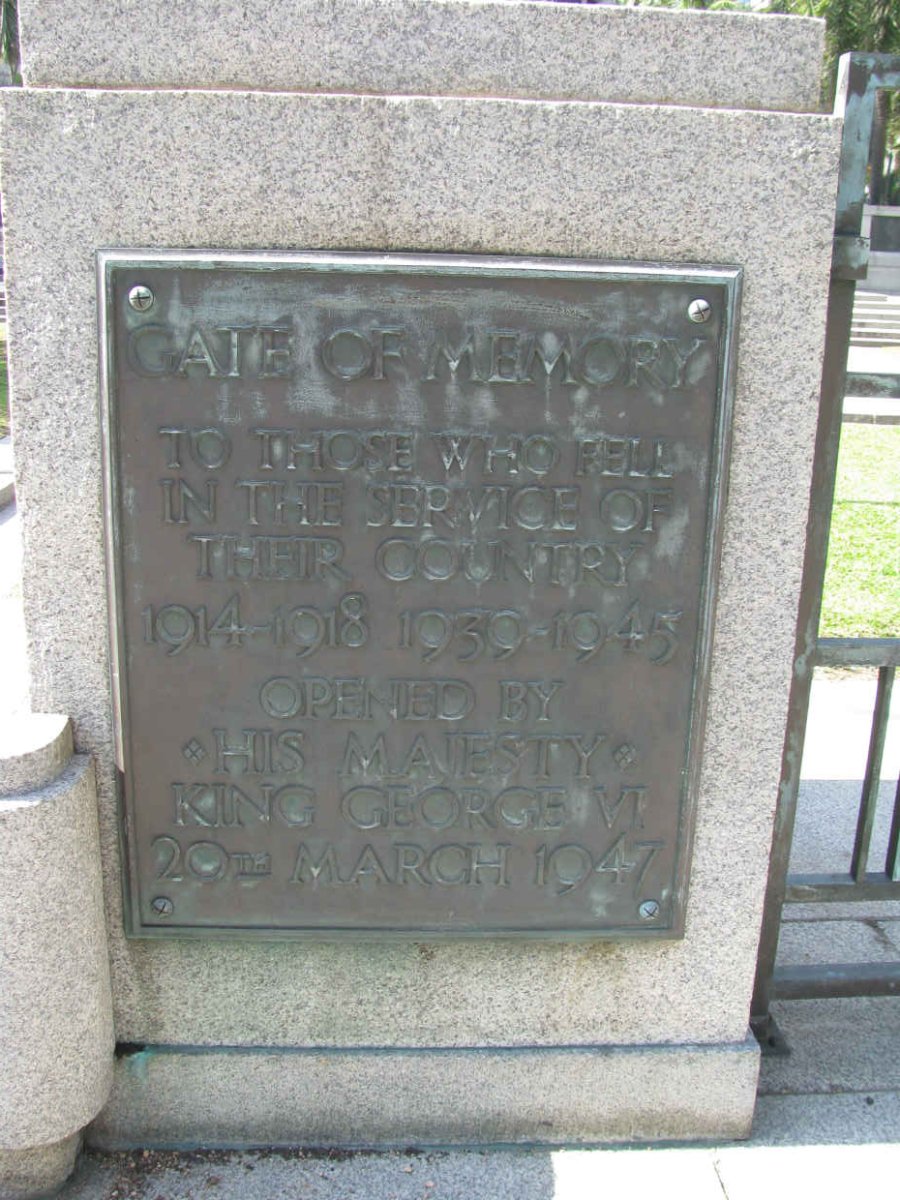 GATE OF MEMORY
TO THOSE WHO FELL
IN THE SERVICE OF
THEIR COUNTRY
1914-1918 1939-1945
OPENED BY
HIS MAJESTY
KING GEORGE VI
20TH MARCH 1947